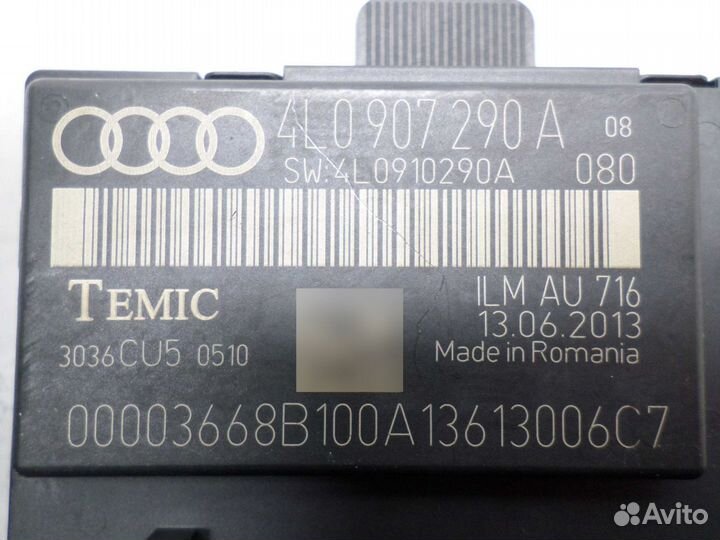 4L0 907 290 A 08
SW:4L0910290A 080
TEMIC
ILM AU 716
13.06.2013
3036CU5 0510
Made in Romania
00003668B100A13613006C7
Avito